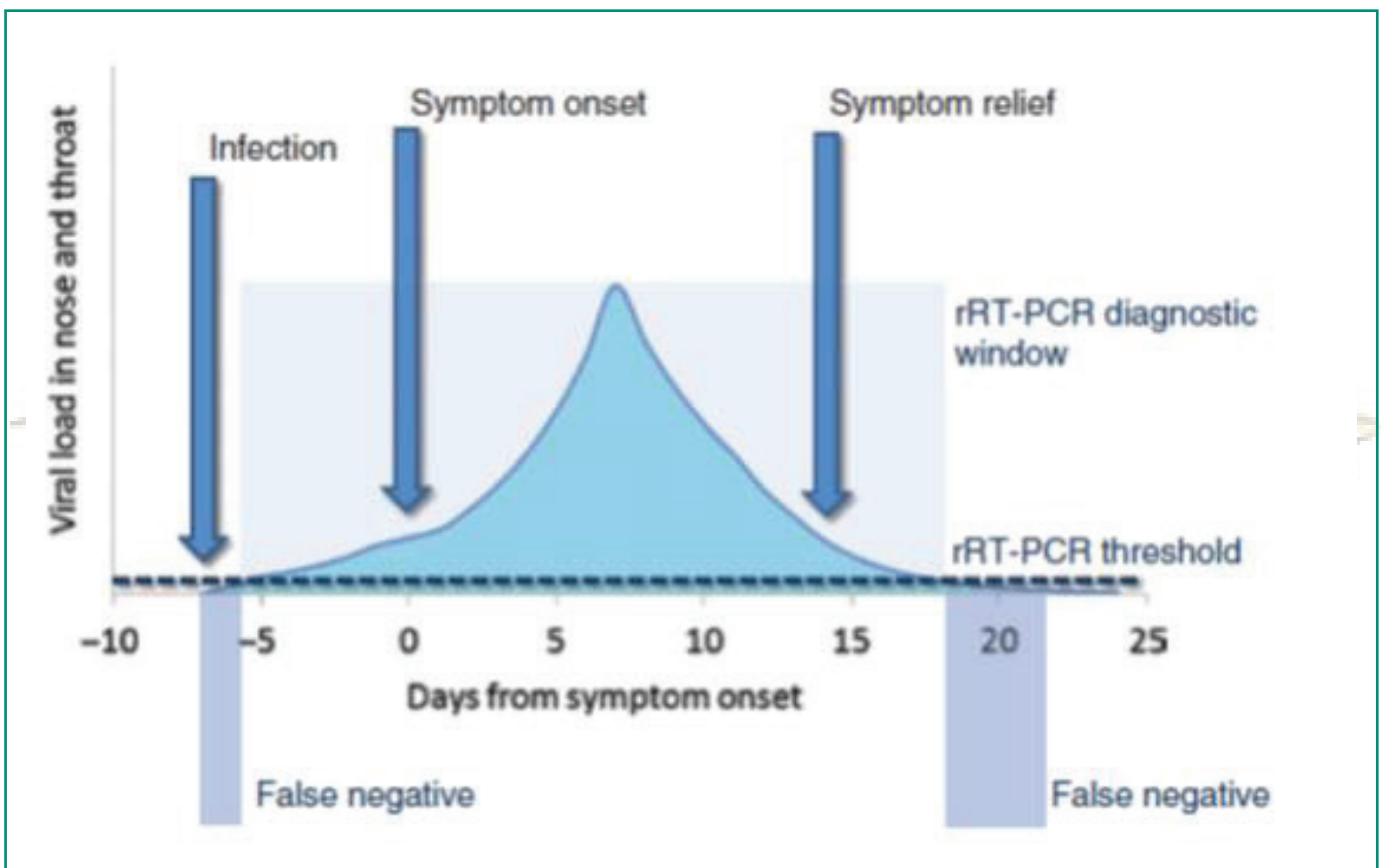 Symptom onset
Symptom relief
Infection
Viral load in nose and throat
rRT-PCR diagnostic
window
rRT-PCR threshold
–10
–5
0
5
10
15
20
25
Days from symptom onset
False negative
False negative